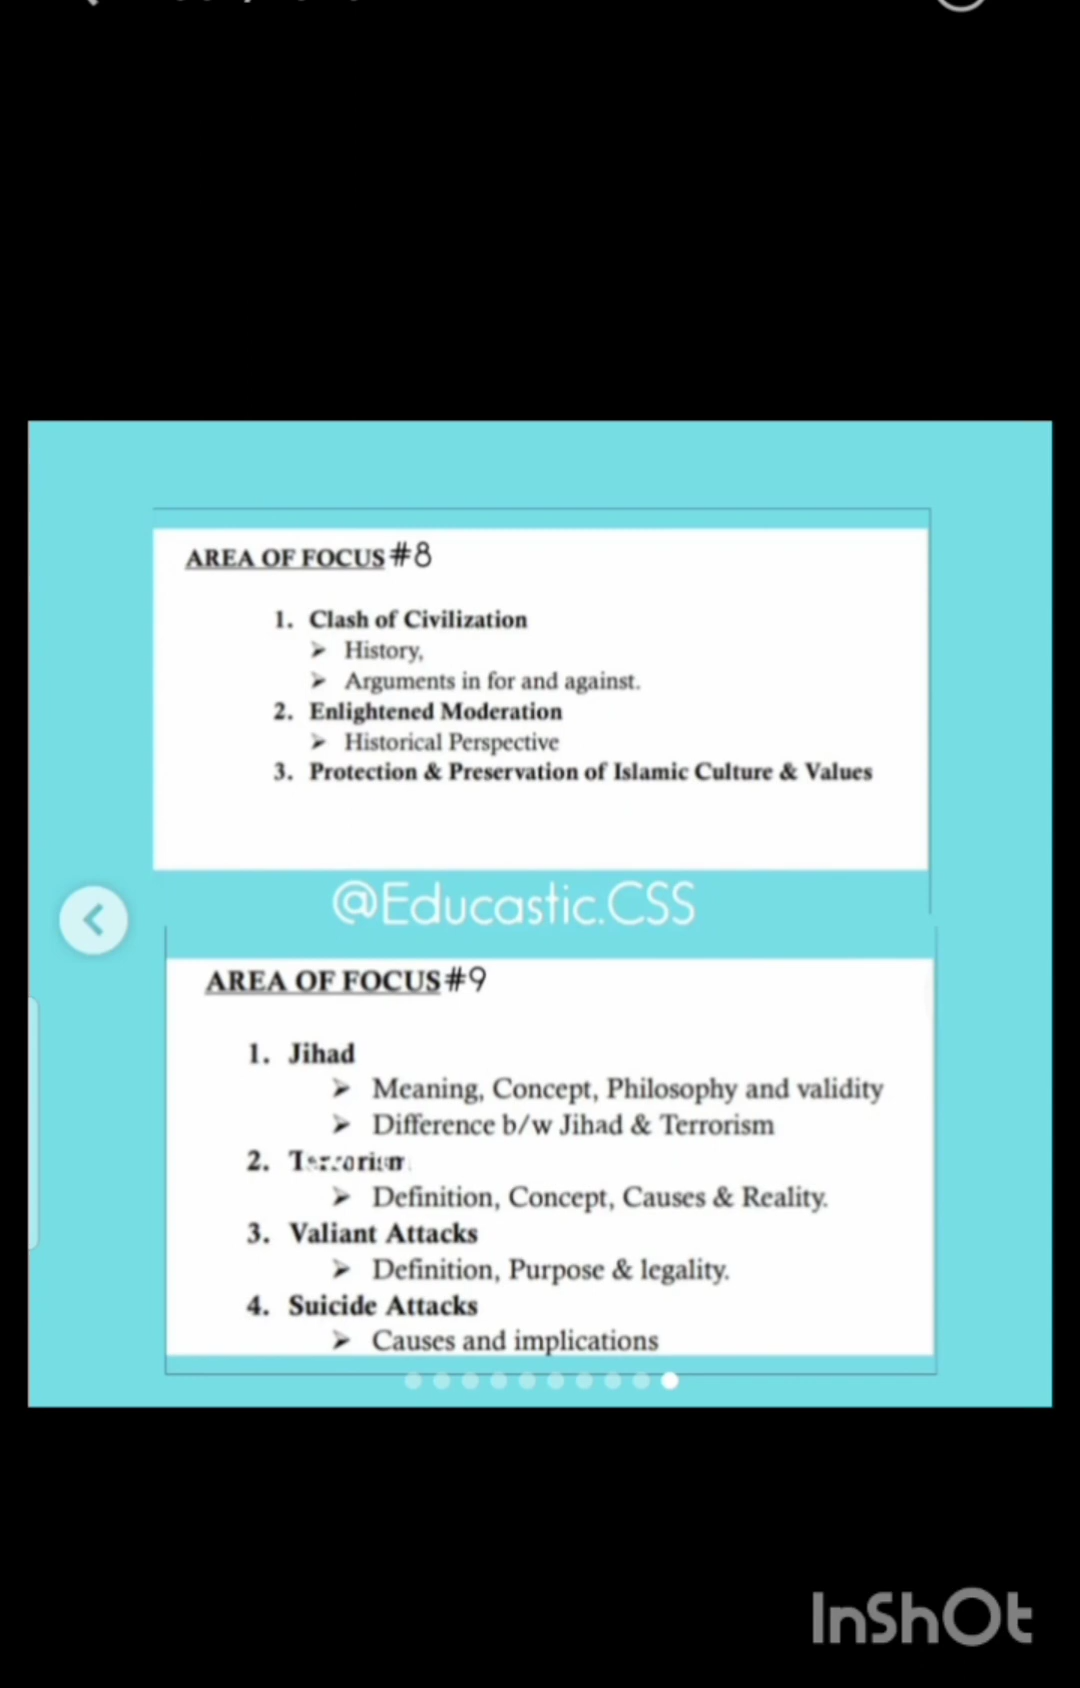 AREA OF FOCUS #8
1. Clash of Civilization
➤ History,
➤ Arguments in for and against.
2. Enlightened Moderation
➤ Historical Perspective
3. Protection & Preservation of Islamic Culture & Values
@Educastic.CSS
AREA OF FOCUS #9
1. Jihad
➤ Meaning, Concept, Philosophy and validity
➤ Difference b/w Jihad & Terrorism
2.
➤ Definition, Concept, Causes & Reality.
3. Valiant Attacks
➤ Definition, Purpose & legality.
4. Suicide Attacks
➤ Causes and implications
InShOt